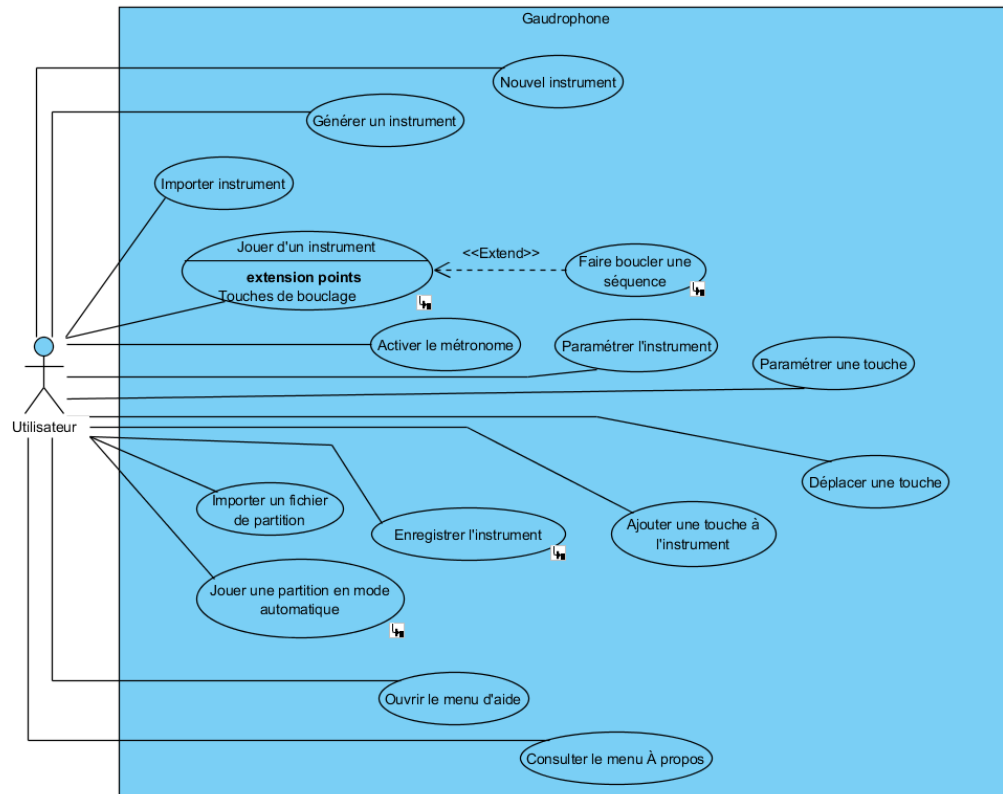 Gaudrophone
Nouvel instrument
Générer un instrument
Importer instrument
Jouer d'un instrument
extension points
Touches de bouclage
<<Extend>>
Faire boucler une
séquence
Activer le métronome
Paramétrer l'instrument
Paramétrer une touche
Utilisateur
Déplacer une touche
Importer un fichier
de partition
Enregistrer l'instrument
Ajouter une touche à
l'instrument
Jouer une partition en mode
automatique
Ouvrir le menu d'aide
Consulter le menu À propos